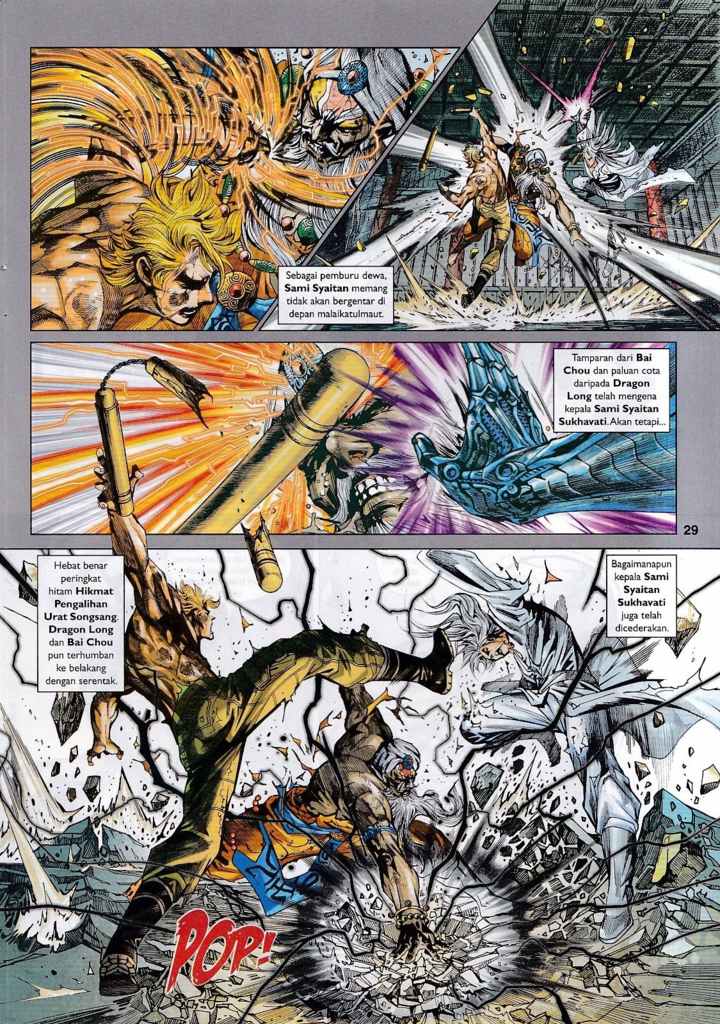 Sebagai pemburu dewa,
Sami Syaitan memang
tidak akan bergentar di
depan malaikatulmaut.
Tamparan dari Bai
Chou dan paluan cota
daripada Dragon
Long telah mengena
kepala Sami Syaitan
Sukhavati. Akan tetapi...
29
Hebat benar
peringkat
hitam Hikmat
Pengalihan
Urat Songsang.
Dragon Long
dan Bai Chou
pun terhumban
ke belakang
dengan serentak.
Bagaimanapun
kepala Sami
Syaitan
Sukhavati
juga telah
dicederakan.
POP!